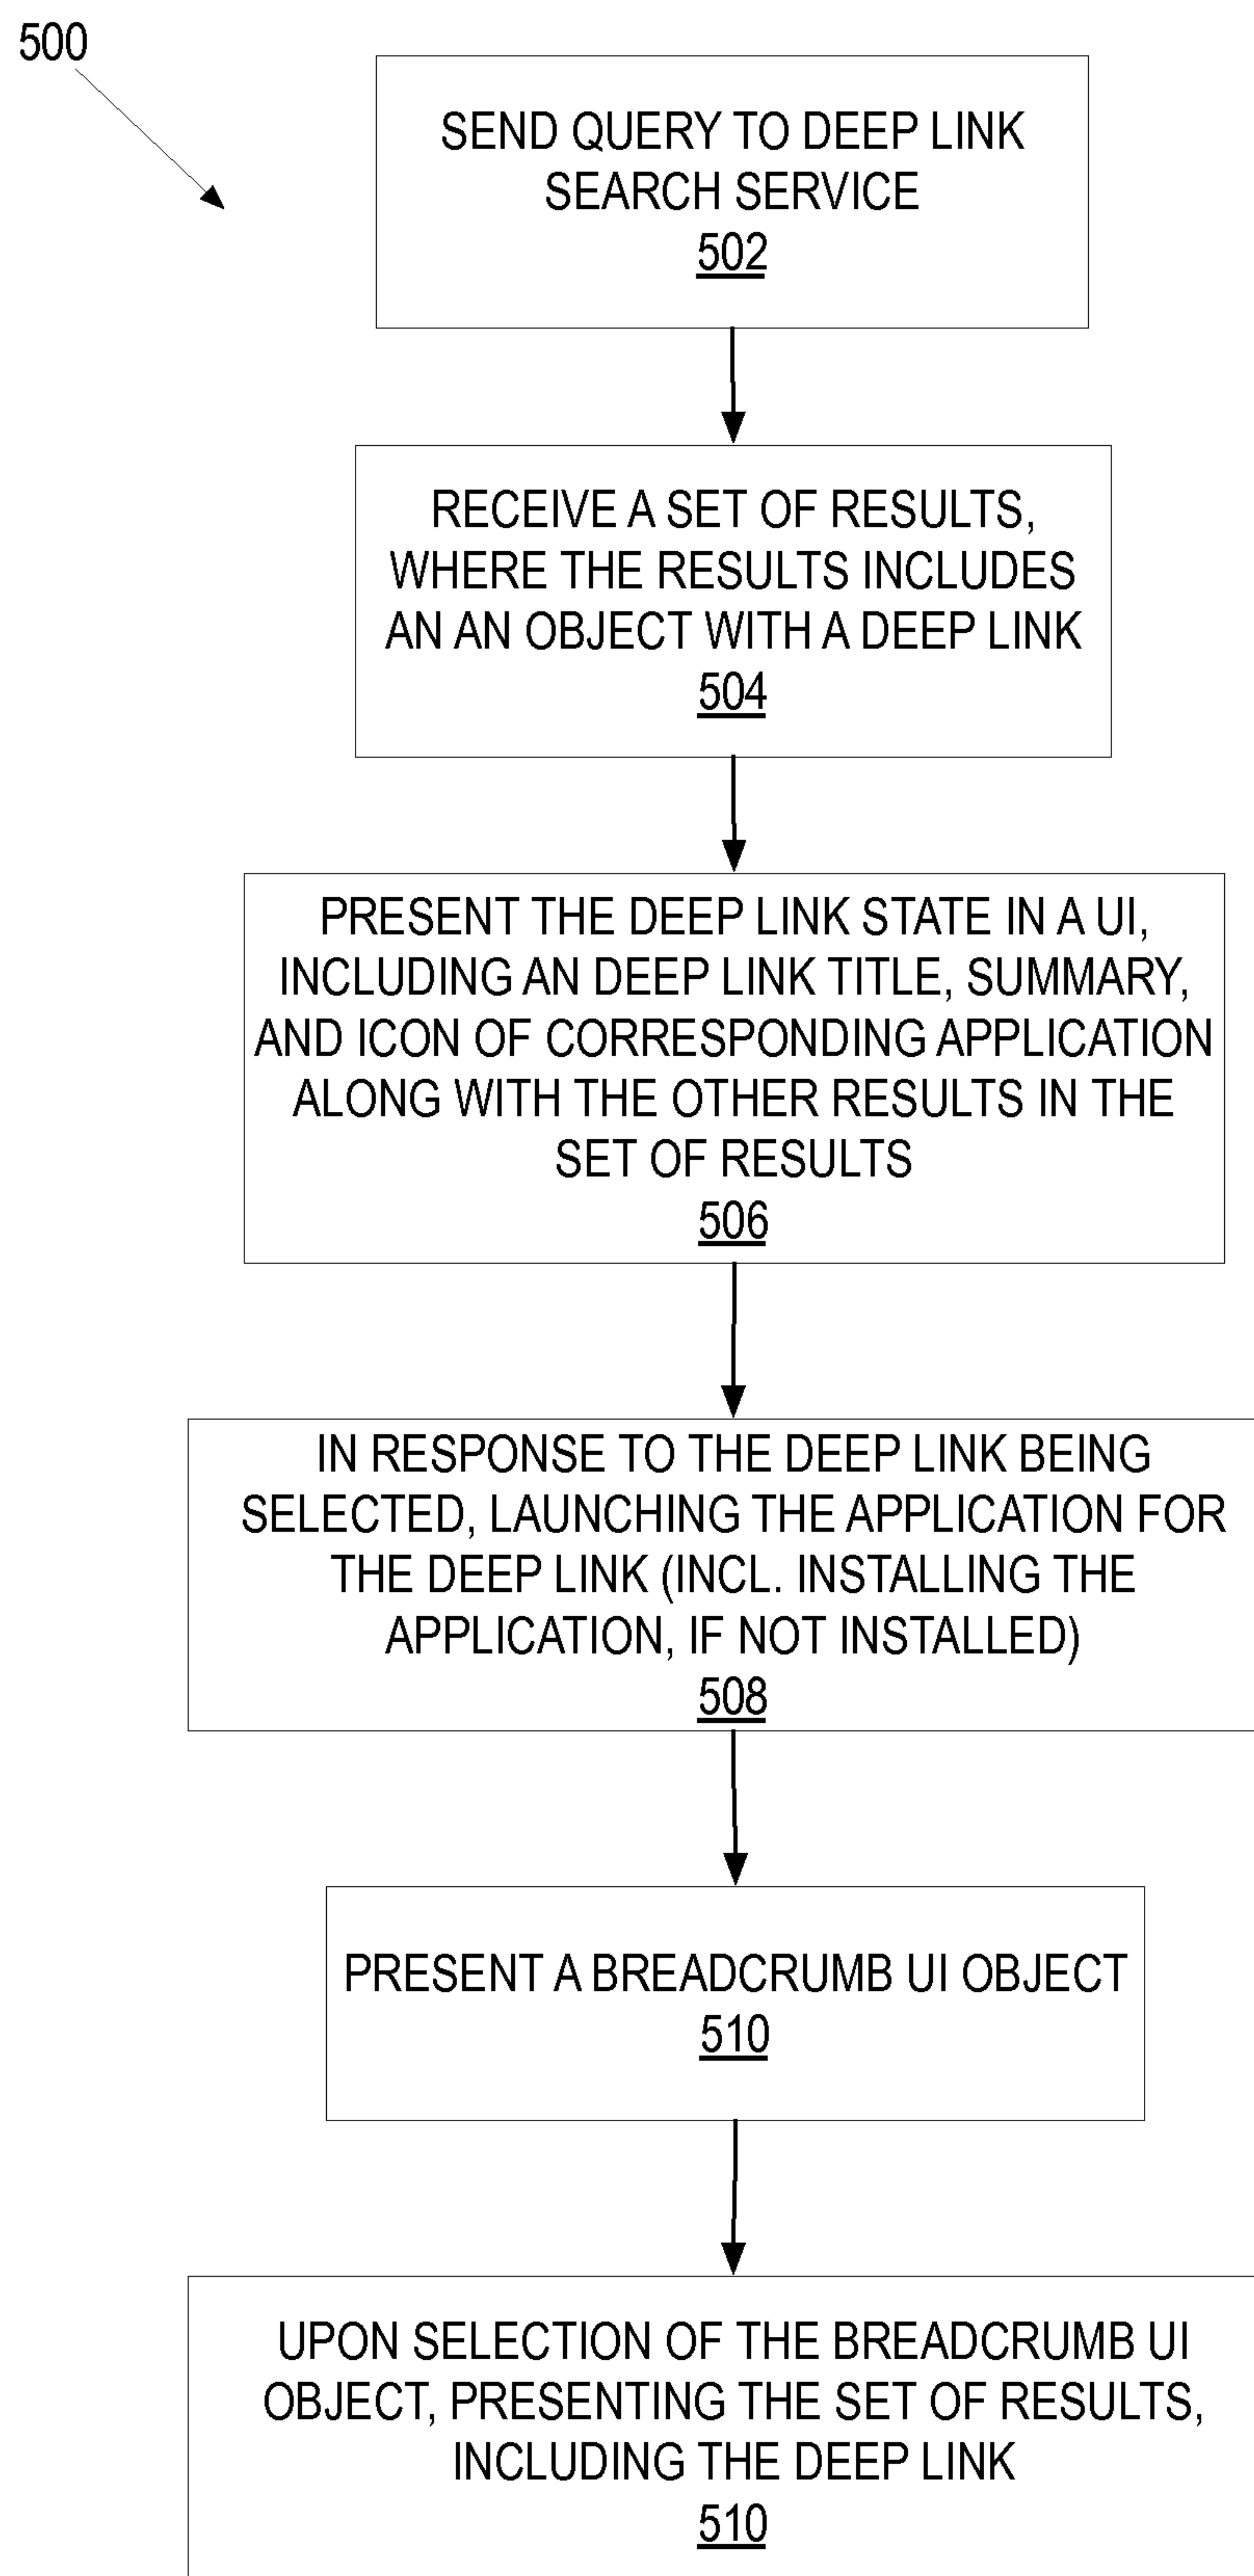 500
SEND QUERY TO DEEP LINK
SEARCH SERVICE
502
RECEIVE A SET OF RESULTS,
WHERE THE RESULTS INCLUDES
AN AN OBJECT WITH A DEEP LINK
504
PRESENT THE DEEP LINK STATE IN A UI,
INCLUDING AN DEEP LINK TITLE, SUMMARY,
AND ICON OF CORRESPONDING APPLICATION
ALONG WITH THE OTHER RESULTS IN THE
SET OF RESULTS
506
IN RESPONSE TO THE DEEP LINK BEING
SELECTED, LAUNCHING THE APPLICATION FOR
THE DEEP LINK (INCL. INSTALLING THE
APPLICATION, IF NOT INSTALLED)
508
PRESENT A BREADCRUMB UI OBJECT
510
UPON SELECTION OF THE BREADCRUMB UI
OBJECT, PRESENTING THE SET OF RESULTS,
INCLUDING THE DEEP LINK
510